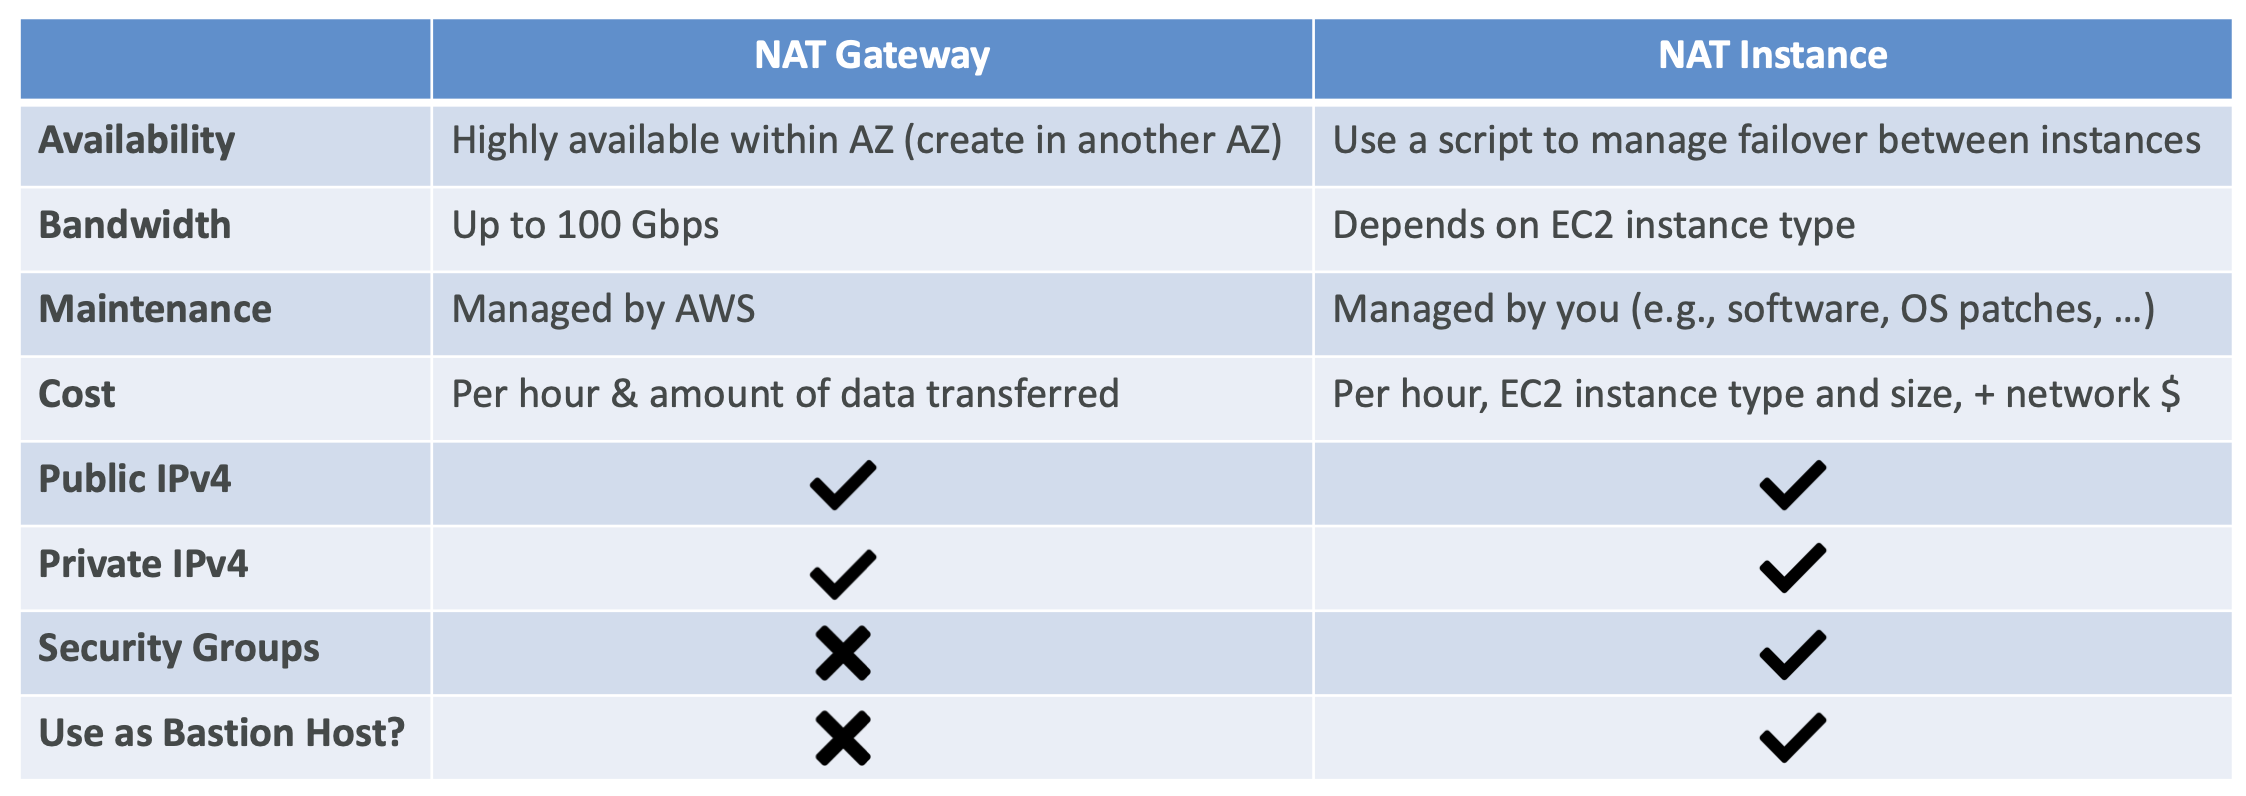 NAT Gateway NAT Instance
Availability Highly available within AZ (create in another AZ) Use a script to manage failover between instances
Bandwidth Up to 100 Gbps Depends on EC2 instance type
Maintenance Managed by AWS Managed by you (e.g., software, OS patches, …)
Cost Per hour & amount of data transferred Per hour, EC2 instance type and size, + network $
Public IPv4 ✔ ✔
Private IPv4 ✔ ✔
Security Groups ✖ ✔
Use as Bastion Host? ✖ ✔